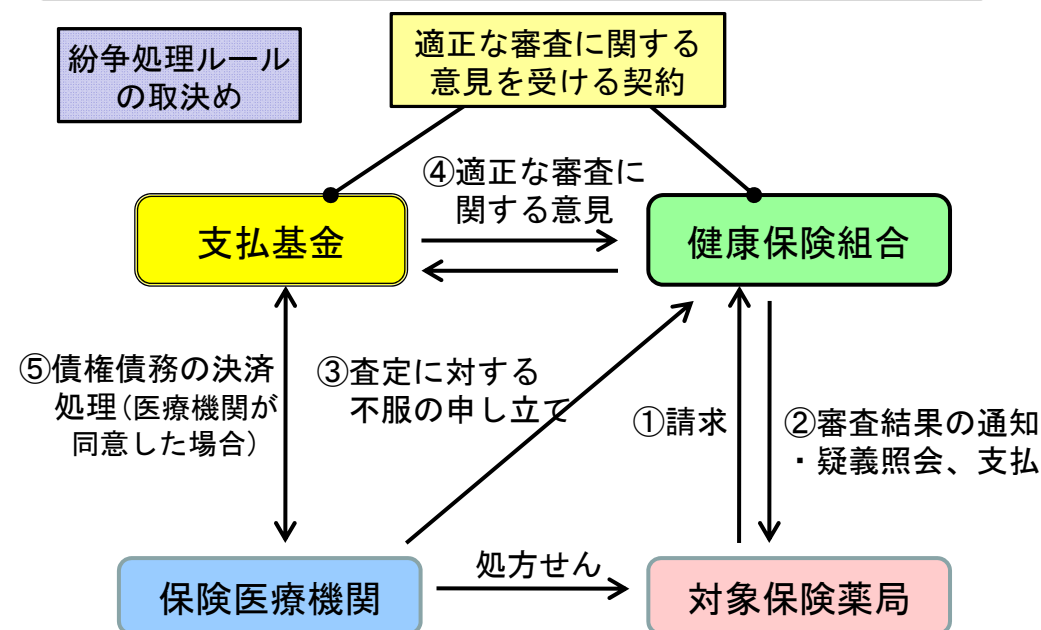 紛争処理ルール
の取決め
適正な審査に関する
意見を受ける契約
④適正な審査に
関する意見
支払基金
健康保険組合
⑤債権債務の決済
処理(医療機関が
同意した場合)
③査定に対する
不服の申し立て
①請求
②審査結果の通知
・疑義照会、支払
処方せん
保険医療機関
対象保険薬局